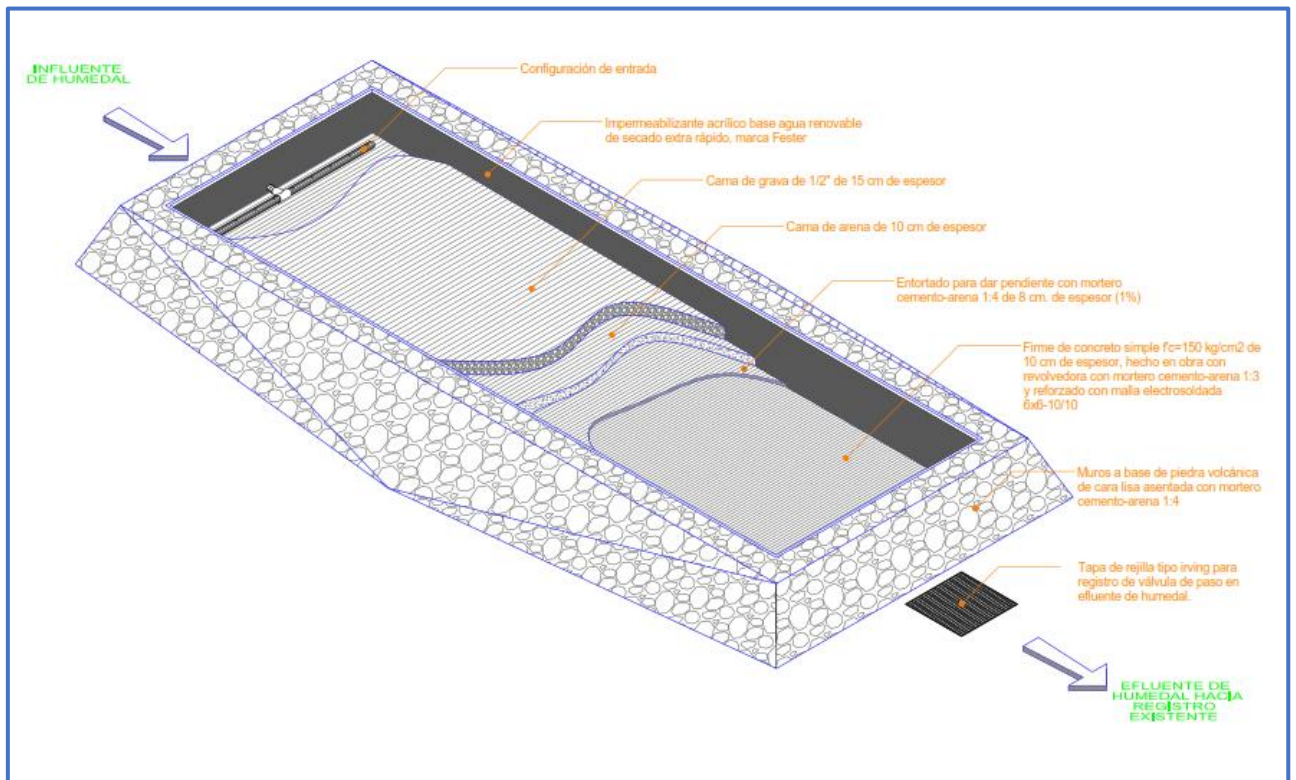 INFLUENTE
DE HUMEDAL
Configuración de entrada
Impermeabilizante acrílico base agua renovable
de secado extra rápido, marca Fester
Cama de grava de 1/2" de 15 cm de espesor
Cama de arena de 10 cm de espesor
Entortado para dar pendiente con mortero
cemento-arena 1:4 de 8 cm. de espesor (1%)
Firme de concreto simple f'c=150 kg/cm2 de
10 cm de espesor, hecho en obra con
revolvedora con mortero cemento-arena 1:3
y reforzado con malla electrosoldada
6x6-10/10
Muros a base de piedra volcánica
de cara lisa asentada con mortero
cemento-arena 1:4
Tapa de rejilla tipo irving para
registro de válvula de paso en
efluente de humedal.
EFLUENTE DE
HUMEDAL HACIA
REGISTRO
EXISTENTE